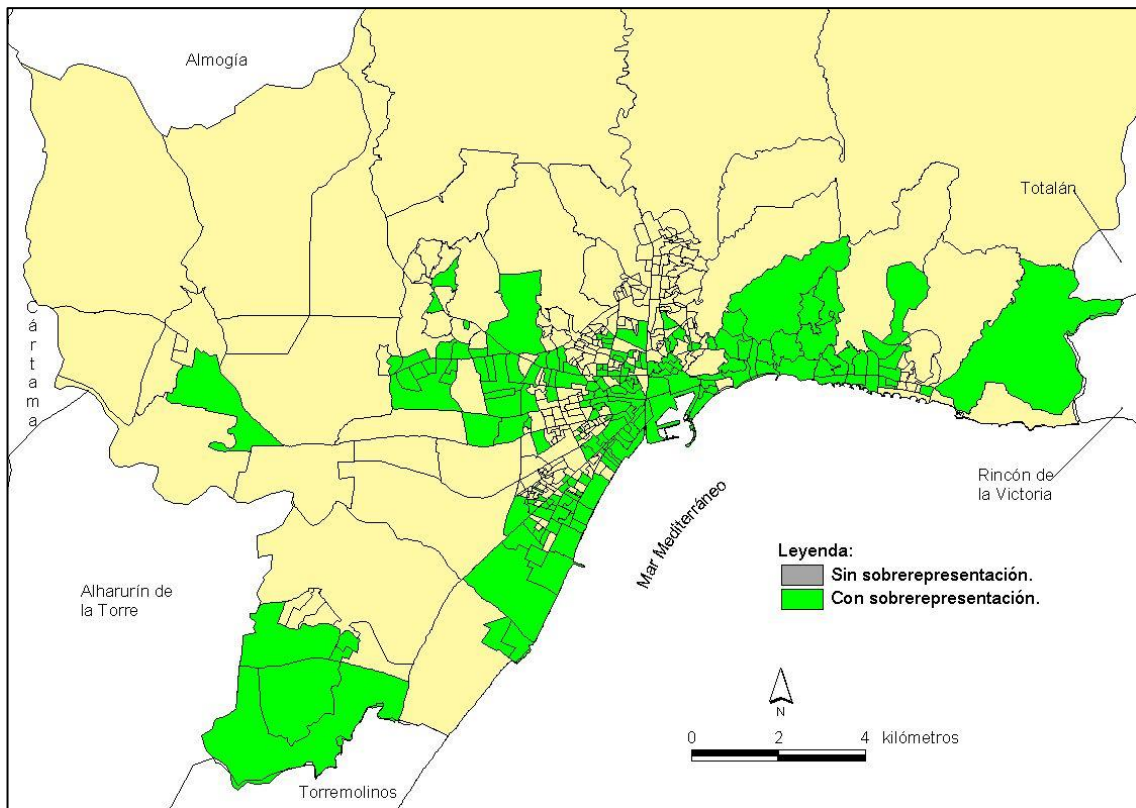 Almogía
Totalán
Cártama
Rincón de
la Victoria
Mar Mediterráneo
Leyenda:
Sin sobrerepresentación.
Con sobrerepresentación.
Alharurín de
la Torre
N
0 2 4 kilómetros
Torremolinos